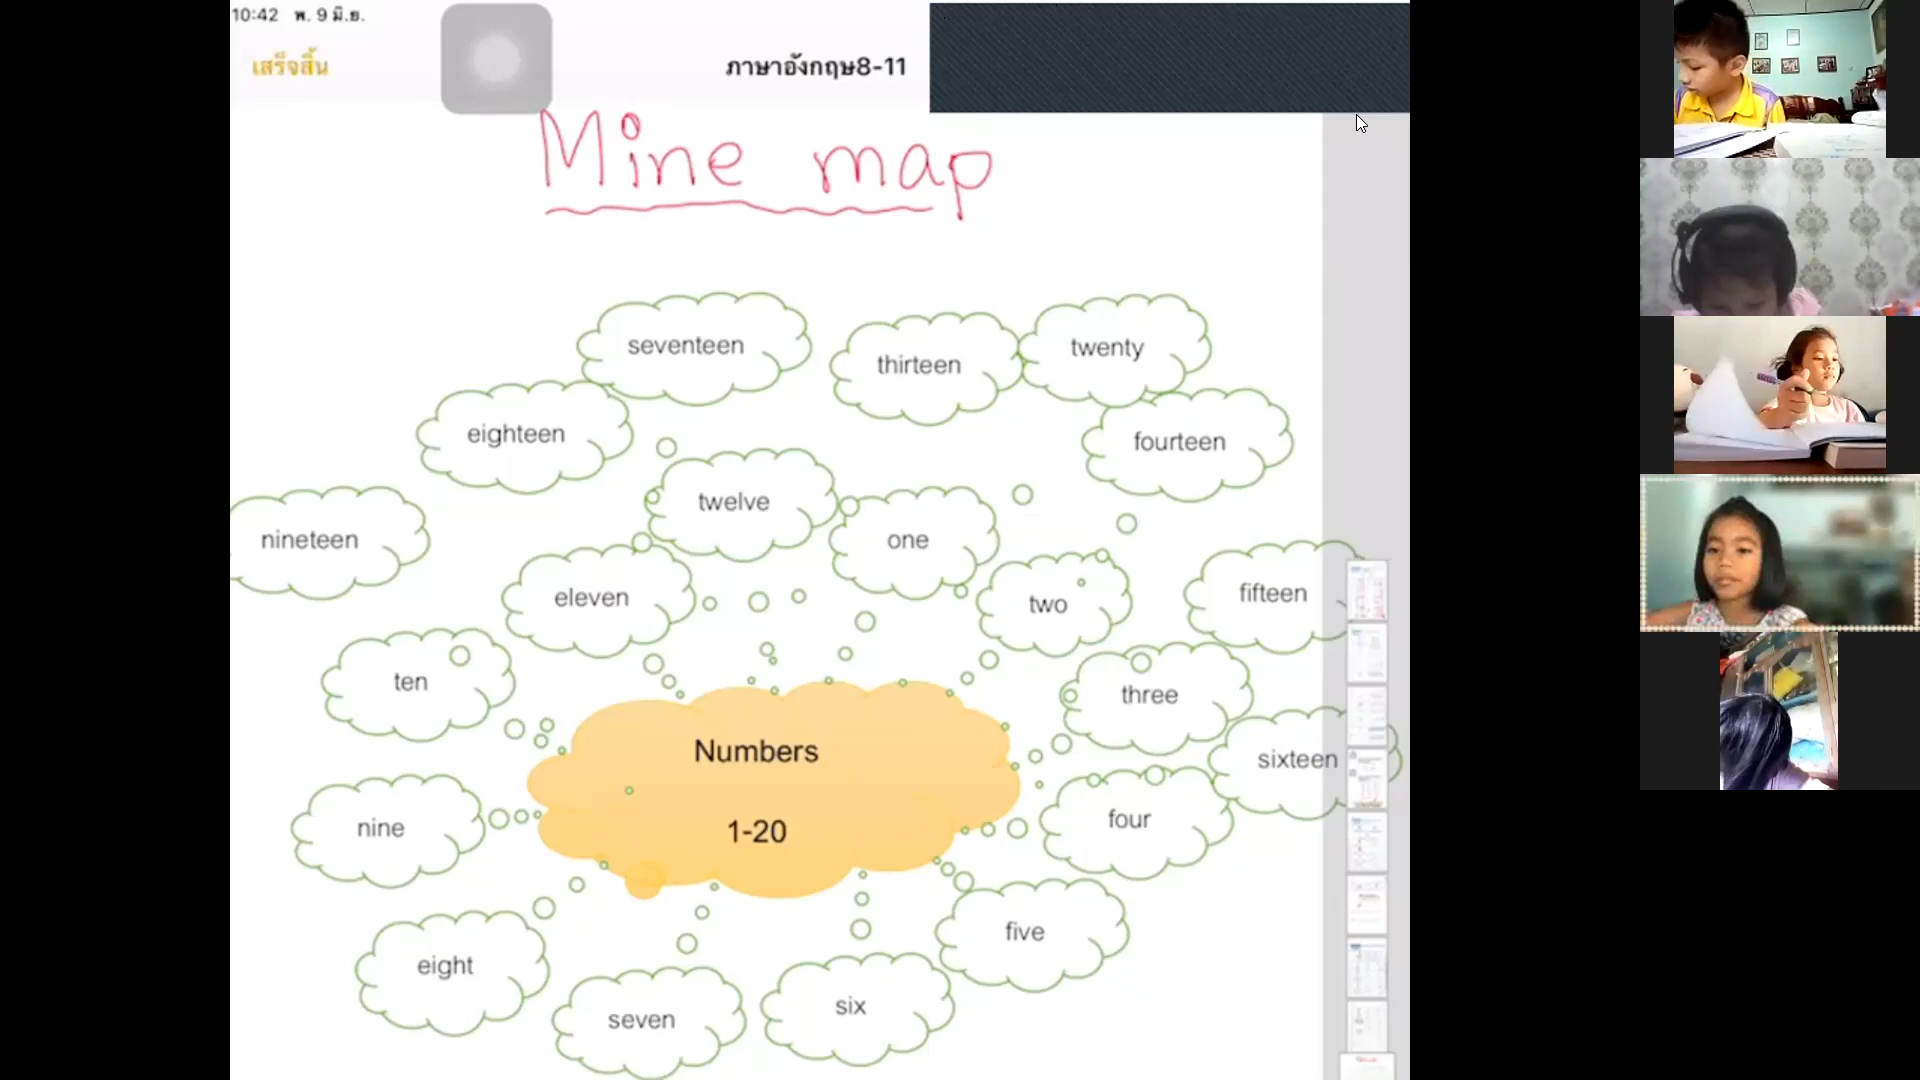 10:42 พ. 9 มิ.ย.
เสร็จสิ้น
ภาษาอังกฤษ8-11
Mine map
seventeen
thirteen
twenty
eighteen
fourteen
twelve
nineteen
one
eleven
two
fifteen
ten
three
Numbers
sixteen
1-20
nine
four
five
eight
six
seven